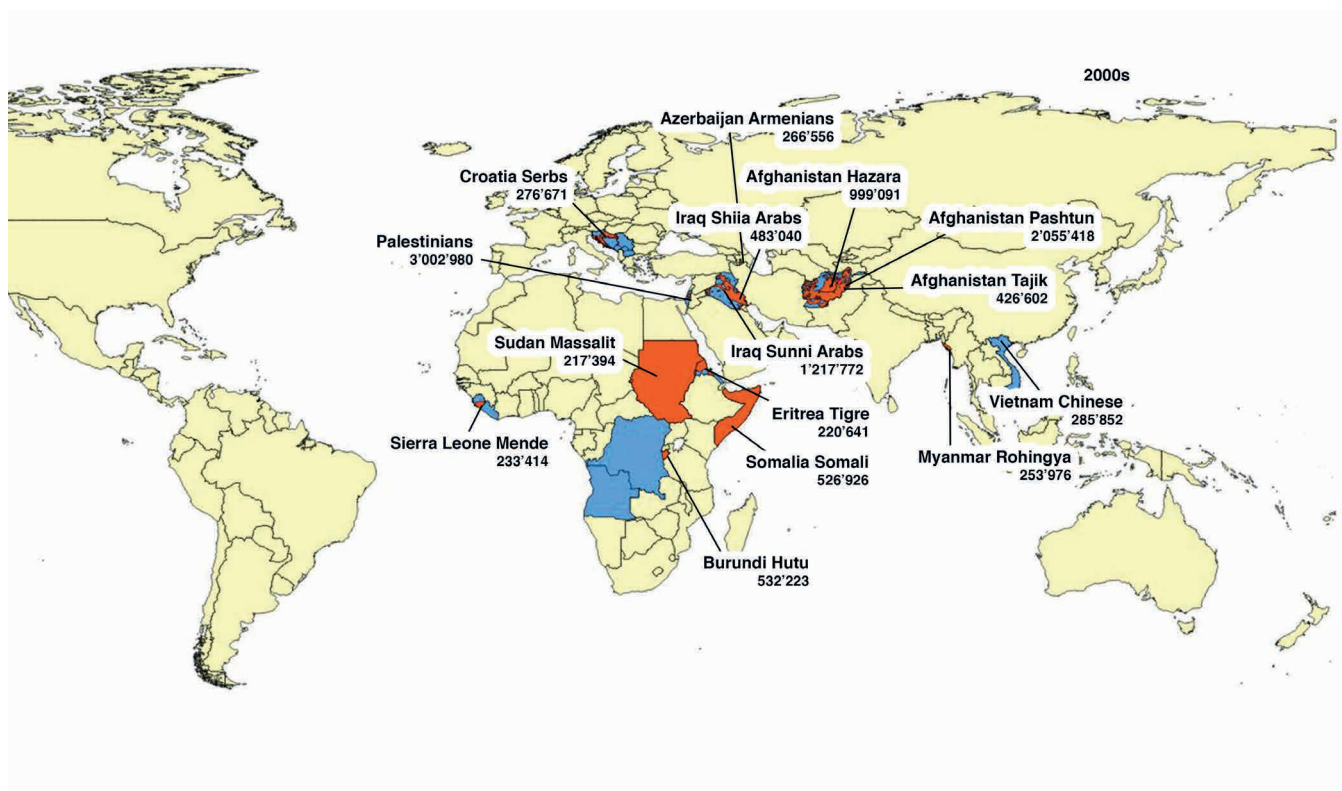 2000s
Azerbaijan Armenians
266'556
Croatia Serbs
276'671
Afghanistan Hazara
999'091
Iraq Shiia Arabs
483'040
Afghanistan Pashtun
2'055'418
Palestinians
3'002'980
Afghanistan Tajik
426'602
Sudan Massalit
217'394
Iraq Sunni Arabs
1'217'772
Vietnam Chinese
285'852
Eritrea Tigre
220'641
Sierra Leone Mende
233'414
Somalia Somali
526'926
Myanmar Rohingya
253'976
Burundi Hutu
532'223